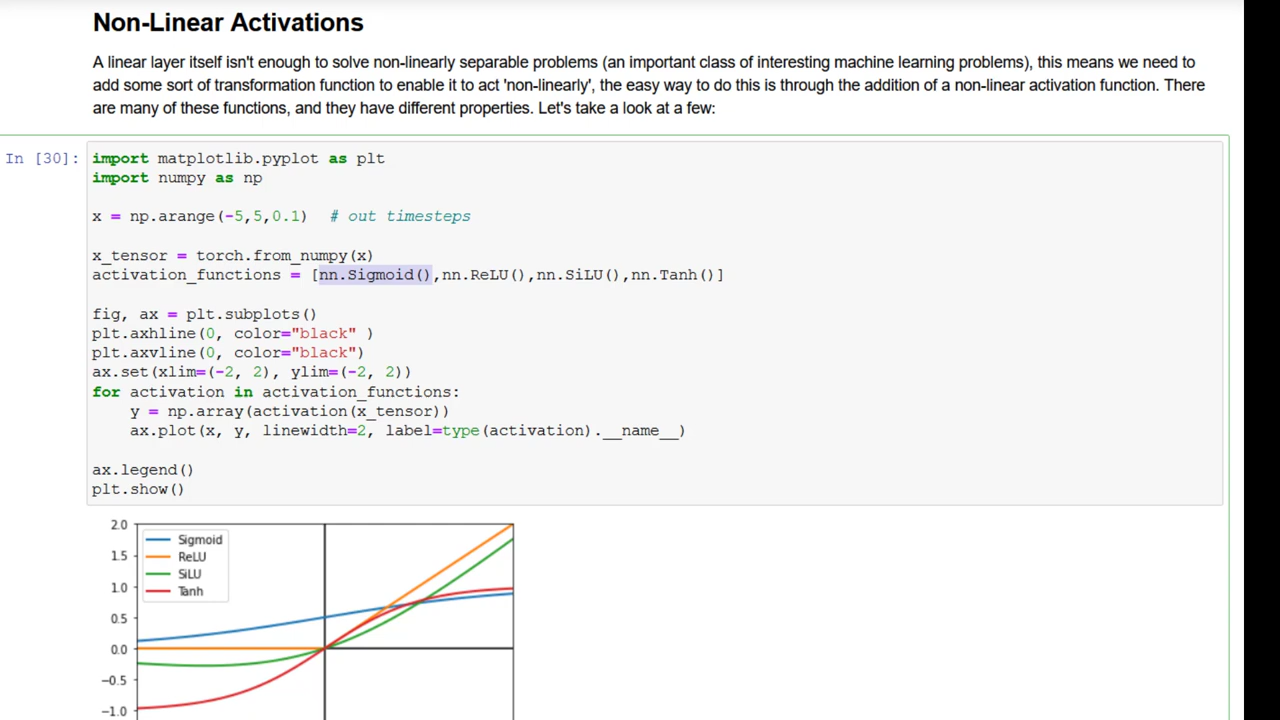 Non-Linear Activations
A linear layer itself isn't enough to solve non-linearly separable problems (an important class of interesting machine learning problems), this means we need to
add some sort of transformation function to enable it to act 'non-linearly', the easy way to do this is through the addition of a non-linear activation function. There
are many of these functions, and they have different properties. Let's take a look at a few:
In [30]:
import matplotlib.pyplot as plt
import numpy as np
x = np.arange(-5,5,0.1)  # out timesteps
x_tensor = torch.from_numpy(x)
activation_functions = [nn.Sigmoid(),nn.ReLU(),nn.SiLU(),nn.Tanh()]
fig, ax = plt.subplots()
plt.axhline(0, color="black" )
plt.axvline(0, color="black")
ax.set(xlim=(-2, 2), ylim=(-2, 2))
for activation in activation_functions:
    y = np.array(activation(x_tensor))
    ax.plot(x, y, linewidth=2, label=type(activation).__name__)
ax.legend()
plt.show()
2.0
1.5
1.0
0.5
0.0
−0.5
−1.0
Sigmoid
ReLU
SiLU
Tanh